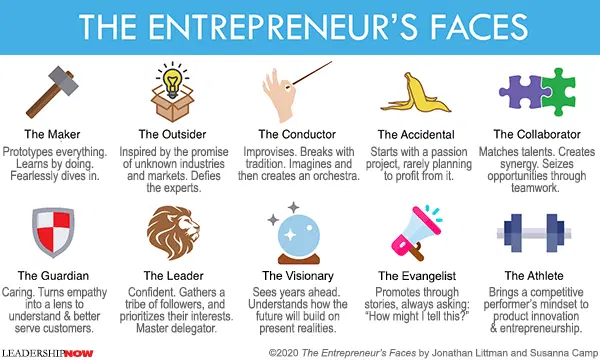 THE ENTREPRENEUR'S FACES
The Maker
Prototypes everything.
Learns by doing.
Fearlessly dives in.
The Outsider
Inspired by the promise
of unknown industries
and markets. Defies
the experts.
The Conductor
Improvises. Breaks with
tradition. Imagines and
then creates an orchestra.
The Accidental
Starts with a passion
project, rarely planning
to profit from it.
The Collaborator
Matches talents. Creates
synergy. Seizes
opportunities through
teamwork.
The Guardian
Caring. Turns empathy
into a lens to
understand & better
serve customers.
The Leader
Confident. Gathers a
tribe of followers, and
prioritizes their interests.
Master delegator.
The Visionary
Sees years ahead.
Understands how the
future will build on
present realities.
The Evangelist
Promotes through
stories, always asking:
“How might I tell this?”
The Athlete
Brings a competitive
performer's mindset to
product innovation
& entrepreneurship.
LEADERSHIPNOW
©2020 The Entrepreneur's Faces by Jonathan Littman and Susanna Camp